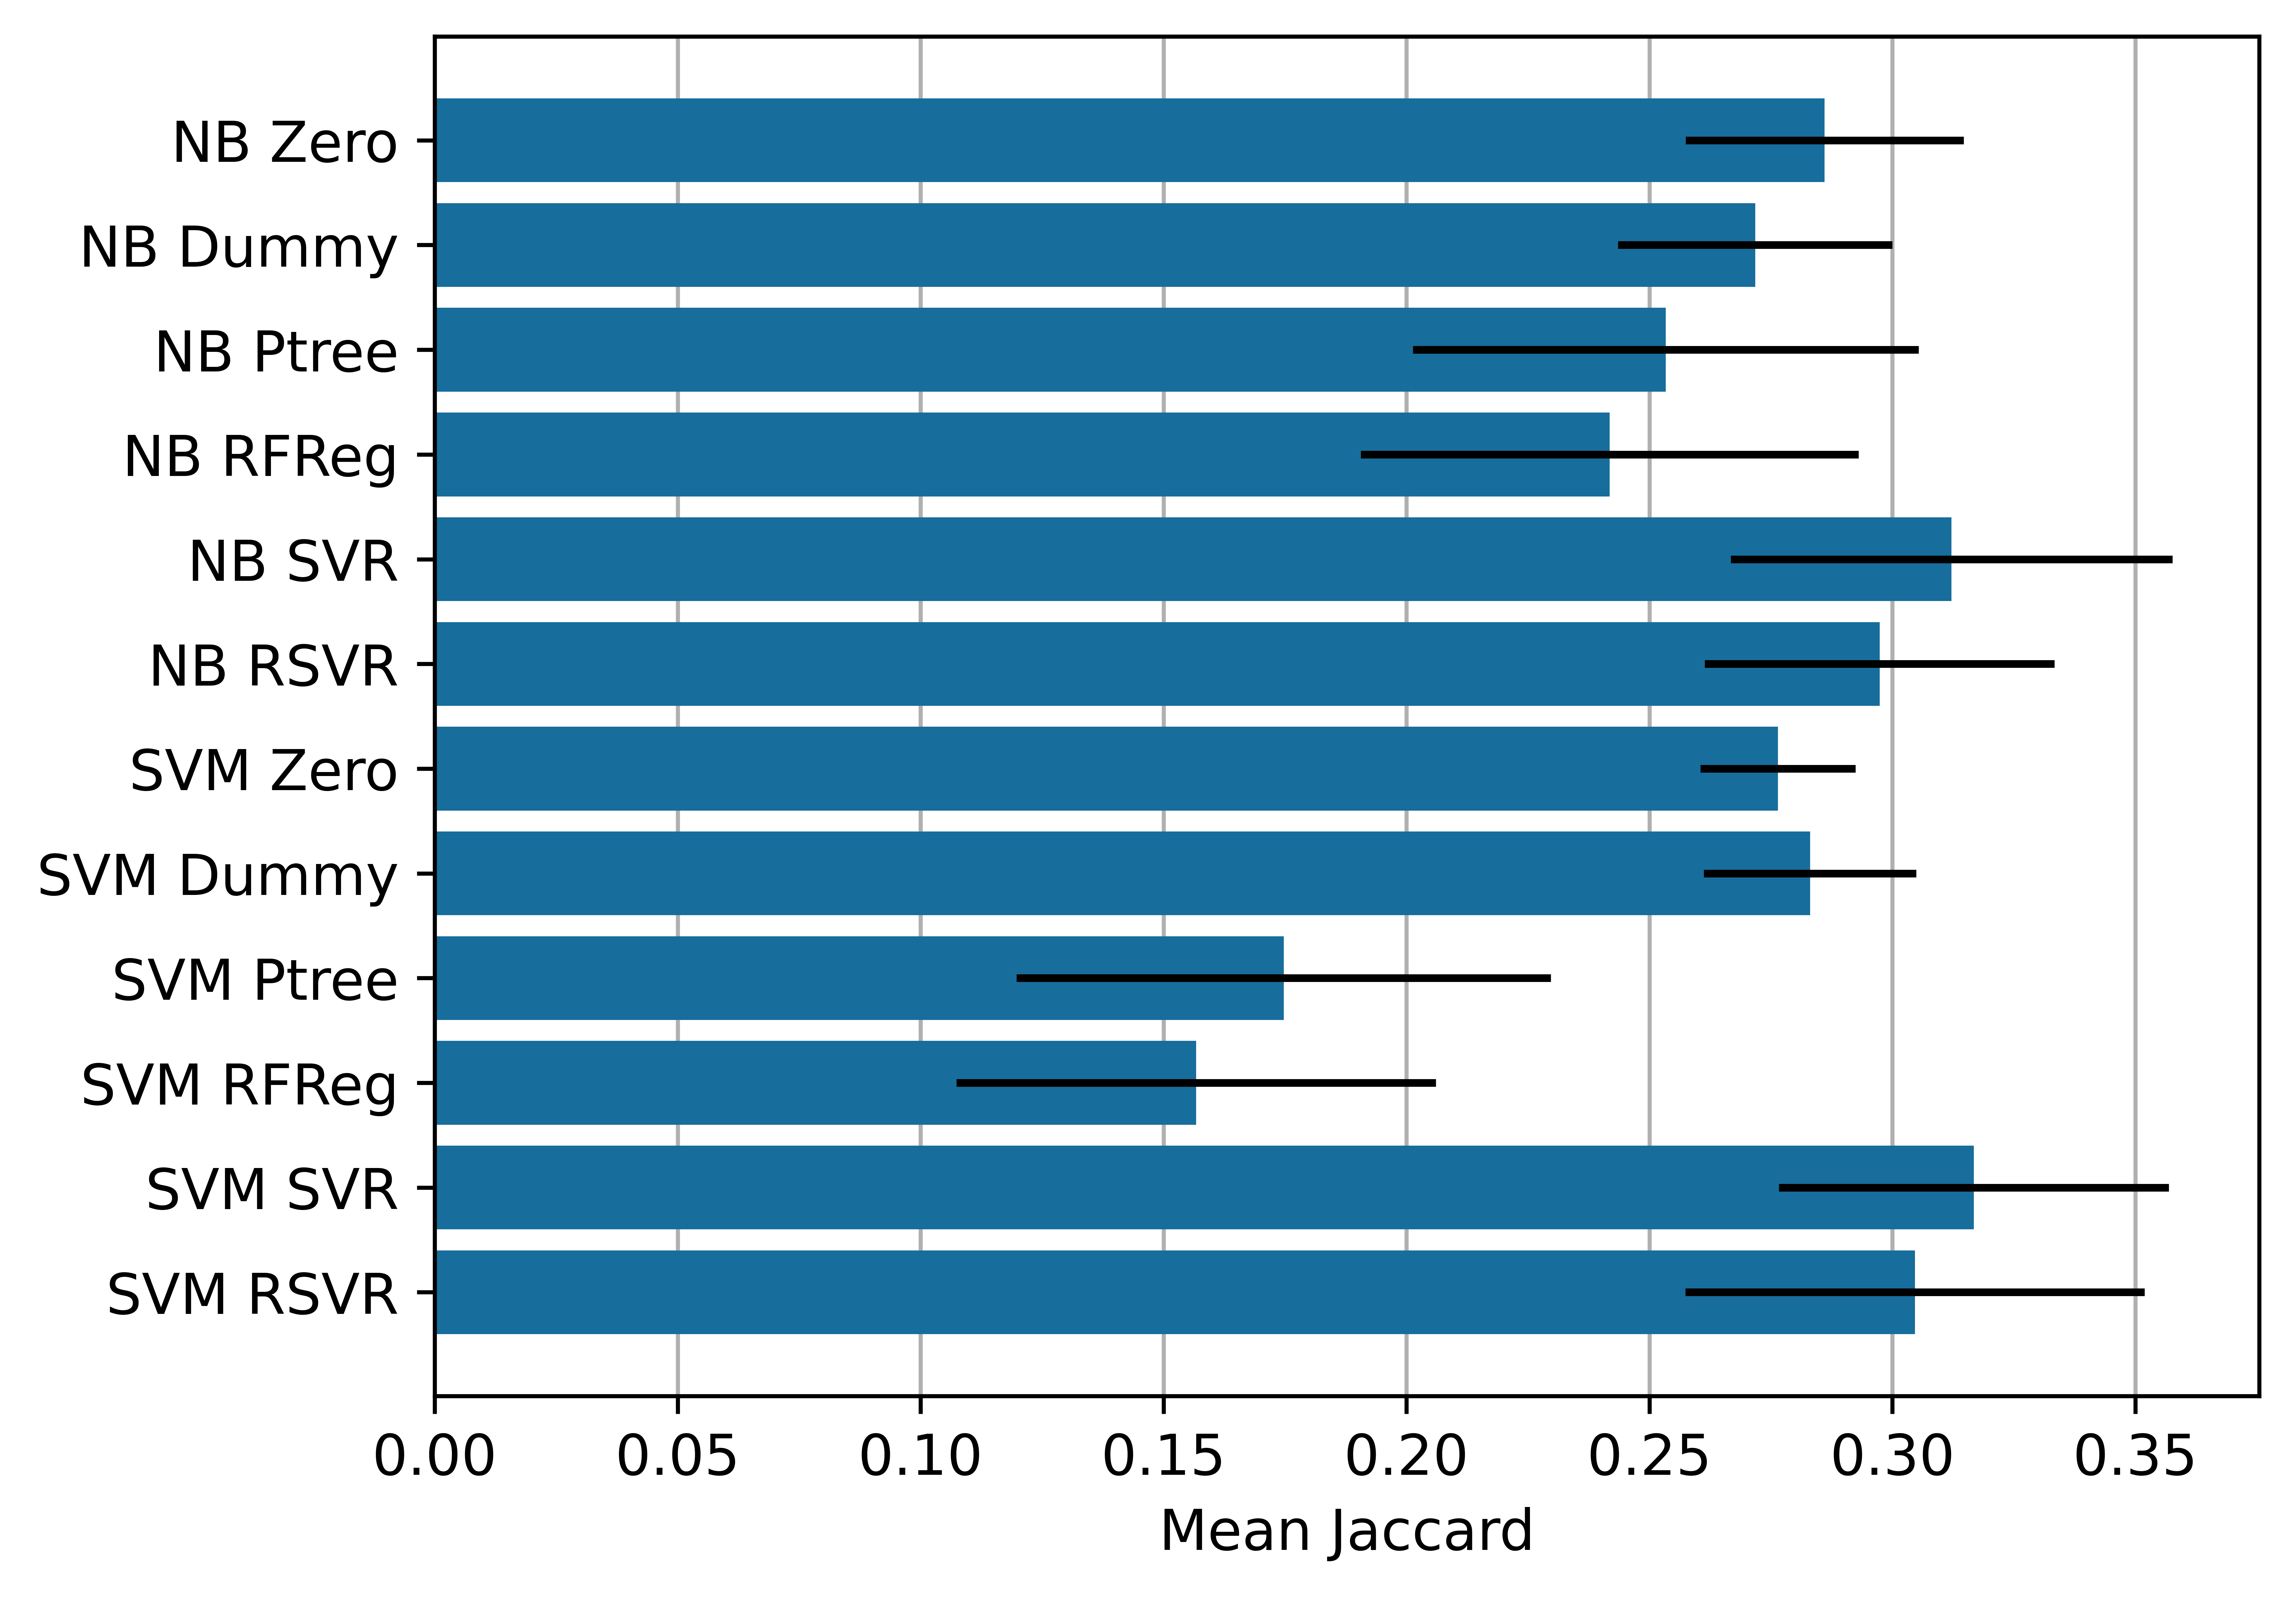 NB Zero
NB Dummy
NB Ptree
NB RFReg
NB SVR
NB RSVR
SVM Zero
SVM Dummy
SVM Ptree
SVM RFReg
SVM SVR
SVM RSVR
0.00 0.05 0.10 0.15 0.20 0.25 0.30 0.35
Mean Jaccard